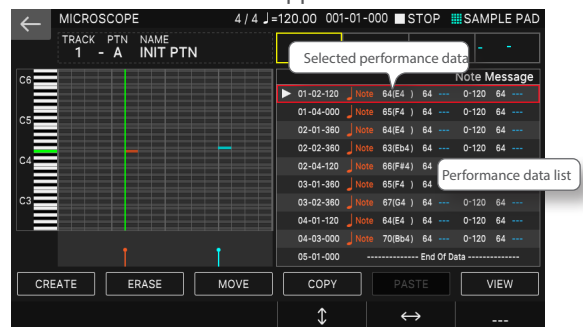 MICROSCOPE 4 / 4 ♩=120.00 001-01-000 STOP SAMPLE PAD
TRACK PTN NAME
1 - A INIT PTN
- -
Selected performance data
Note Message
C6
01-02-120 Note 64(E4 ) 64 --- 0-120 64 ---
01-04-000 Note 65(F4 ) 64 --- 0-120 64 ---
C5
02-01-360 Note 64(E4 ) 64 --- 0-120 64 ---
02-02-360 Note 63(Eb4) 64 --- 0-120 64 ---
C4
02-04-120 Note 66(F#4) 64
Performance data list
03-01-360 Note 65(F4 ) 64
C3
03-02-360 Note 67(G4 ) 64 --- 0-120 64 ---
04-01-120 Note 64(E4 ) 64 --- 0-120 64 ---
04-03-000 Note 70(Bb4) 64 --- 0-120 64 ---
05-01-000 -------------- End Of Data --------------
CREATE ERASE MOVE COPY PASTE VIEW
↕ ↔ ---